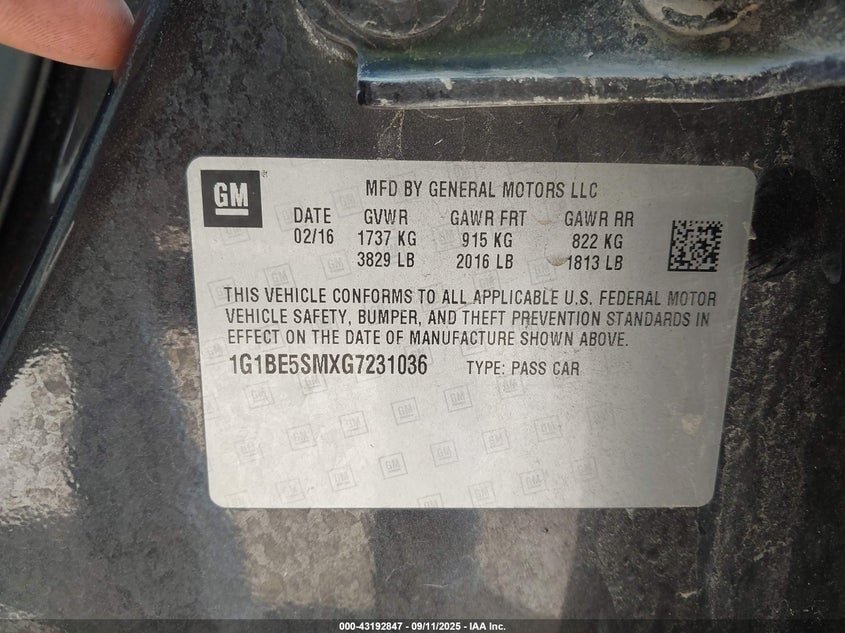 GM
MFD BY GENERAL MOTORS LLC
DATE GVWR GAWR FRT GAWR RR
02/16 1737 KG 915 KG 822 KG
3829 LB 2016 LB 1813 LB
THIS VEHICLE CONFORMS TO ALL APPLICABLE U.S. FEDERAL MOTOR
VEHICLE SAFETY, BUMPER, AND THEFT PREVENTION STANDARDS IN
EFFECT ON THE DATE OF MANUFACTURE SHOWN ABOVE.
1G1BE5SMXG7231036 TYPE: PASS CAR
000-43192847 - 09/11/2025 - IAA Inc.